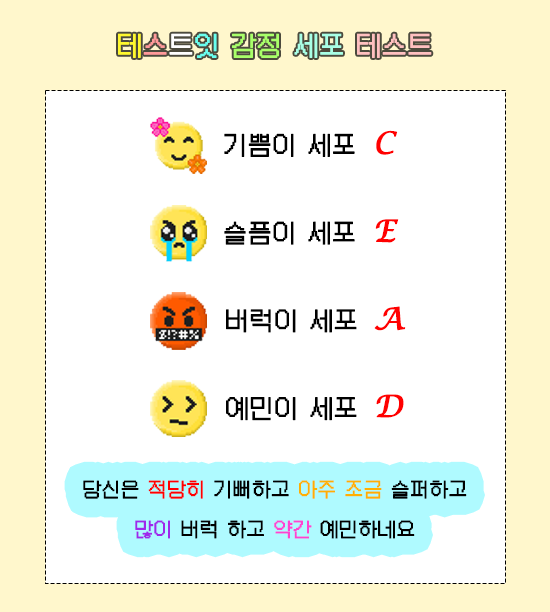 테스트잇 감정 세포 테스트
기쁨이 세포 C
슬픔이 세포 E
버럭이 세포 A
$!?#%
예민이 세포 D
당신은 적당히 기뻐하고 아주 조금 슬퍼하고
많이 버럭 하고 약간 예민하네요